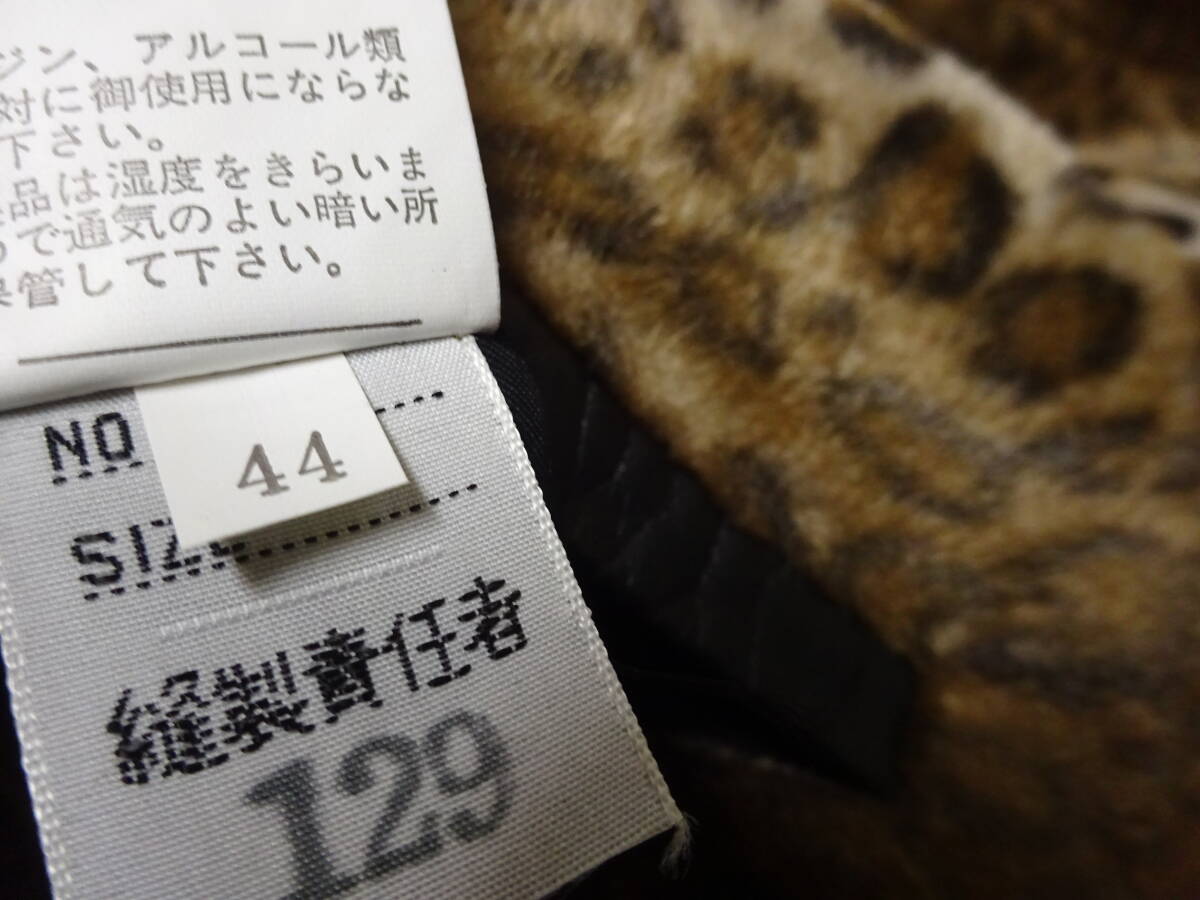 ジン、アルコール類
対に御使用にならな
下さい。
品は湿度をきらいま
で通気のよい暗い所
保管して下さい。
NO
44
SIZE
縫製責任者
129